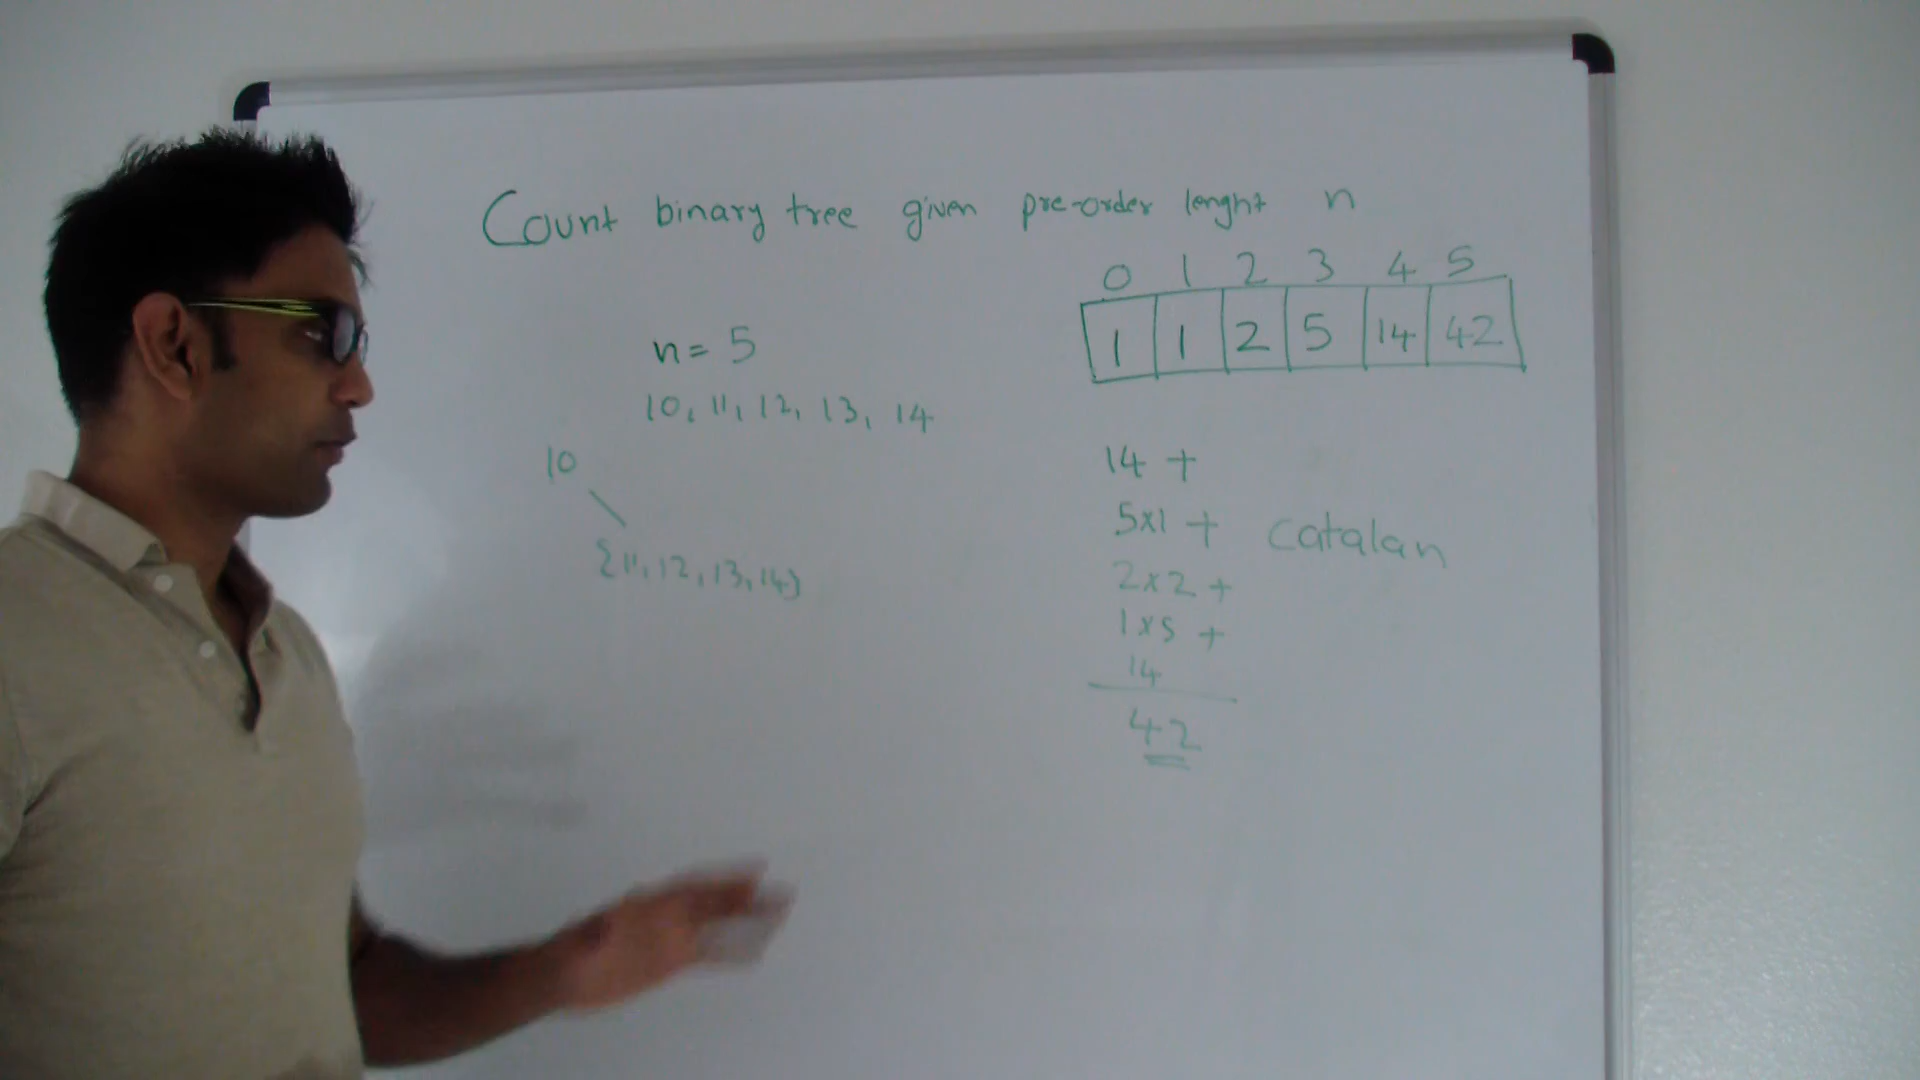 Count binary tree given pre-order lenght n
0 1 2 3 4 5
1 1 2 5 14 42
n = 5
10, 11, 12, 13, 14
10
{11, 12, 13, 14}
14 +
5x1 +
2x2 +
1x5 +
14
42
catalan